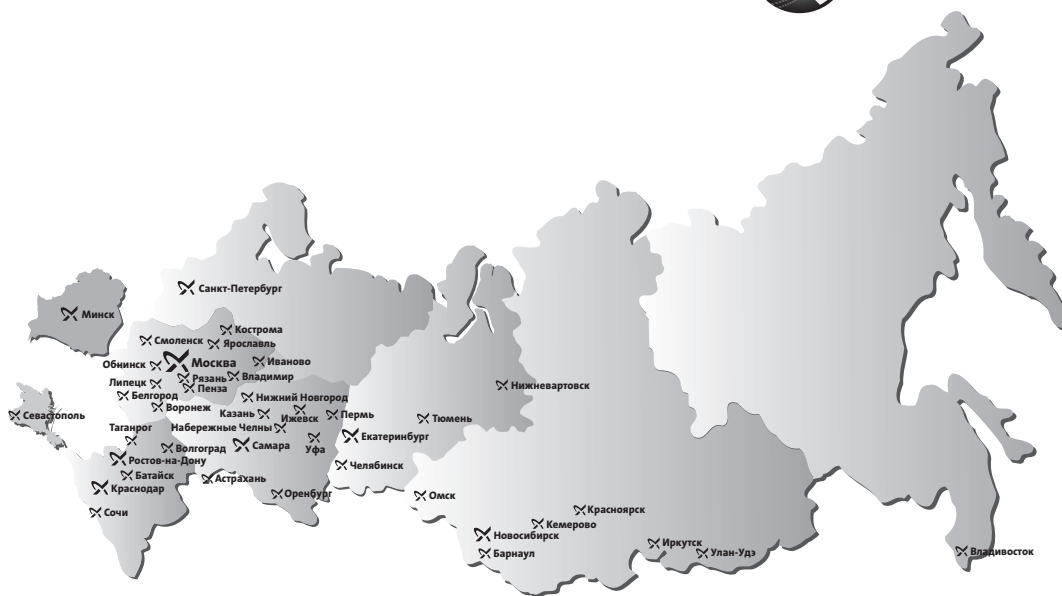 Санкт-Петербург
Минск
Кострома
Смоленск
Ярославль
Обнинск
Москва
Иваново
Рязань
Владимир
Липецк
Пенза
Нижневартовск
Белгород
Нижний Новгород
Воронеж
Казань
Ижевск
Пермь
Севастополь
Тюмень
Таганрог
Набережные Челны
Екатеринбург
Волгоград
Самара
Уфа
Ростов-на-Дону
Челябинск
Батайск
Астрахань
Краснодар
Оренбург
Омск
Сочи
Красноярск
Кемерово
Новосибирск
Иркутск
Барнаул
Улан-Удэ
Владивосток